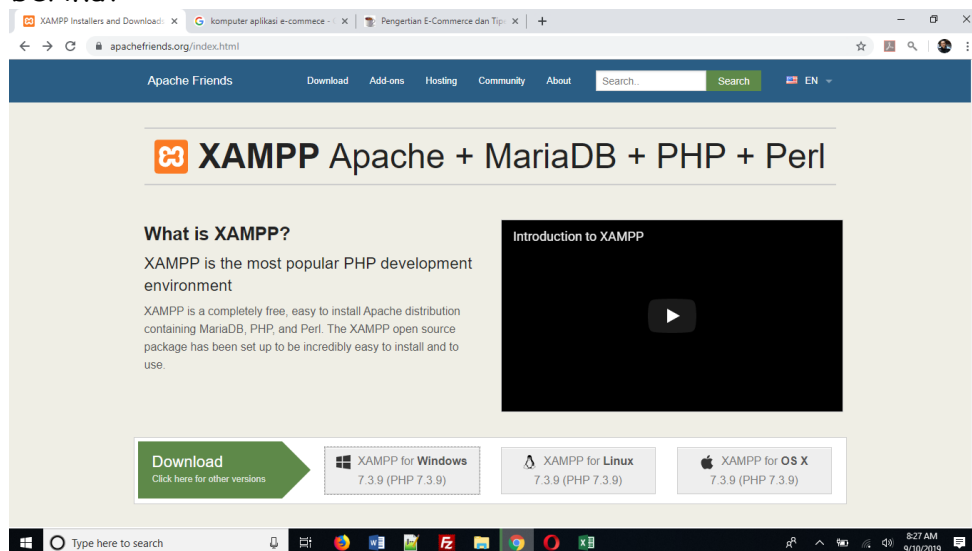 XAMPP Installers and Downloads
komputer aplikasi e-commece -
Pengertian E-Commerce dan Tipe
apachefriends.org/index.html
Apache Friends
Download
Add-ons
Hosting
Community
About
Search..
Search
EN
XAMPP Apache + MariaDB + PHP + Perl
What is XAMPP?
XAMPP is the most popular PHP development
environment
XAMPP is a completely free, easy to install Apache distribution
containing MariaDB, PHP, and Perl. The XAMPP open source
package has been set up to be incredibly easy to install and to
use.
Introduction to XAMPP
Download
Click here for other versions
XAMPP for Windows
7.3.9 (PHP 7.3.9)
XAMPP for Linux
7.3.9 (PHP 7.3.9)
XAMPP for OS X
7.3.9 (PHP 7.3.9)
Type here to search
8:27 AM
9/10/2019